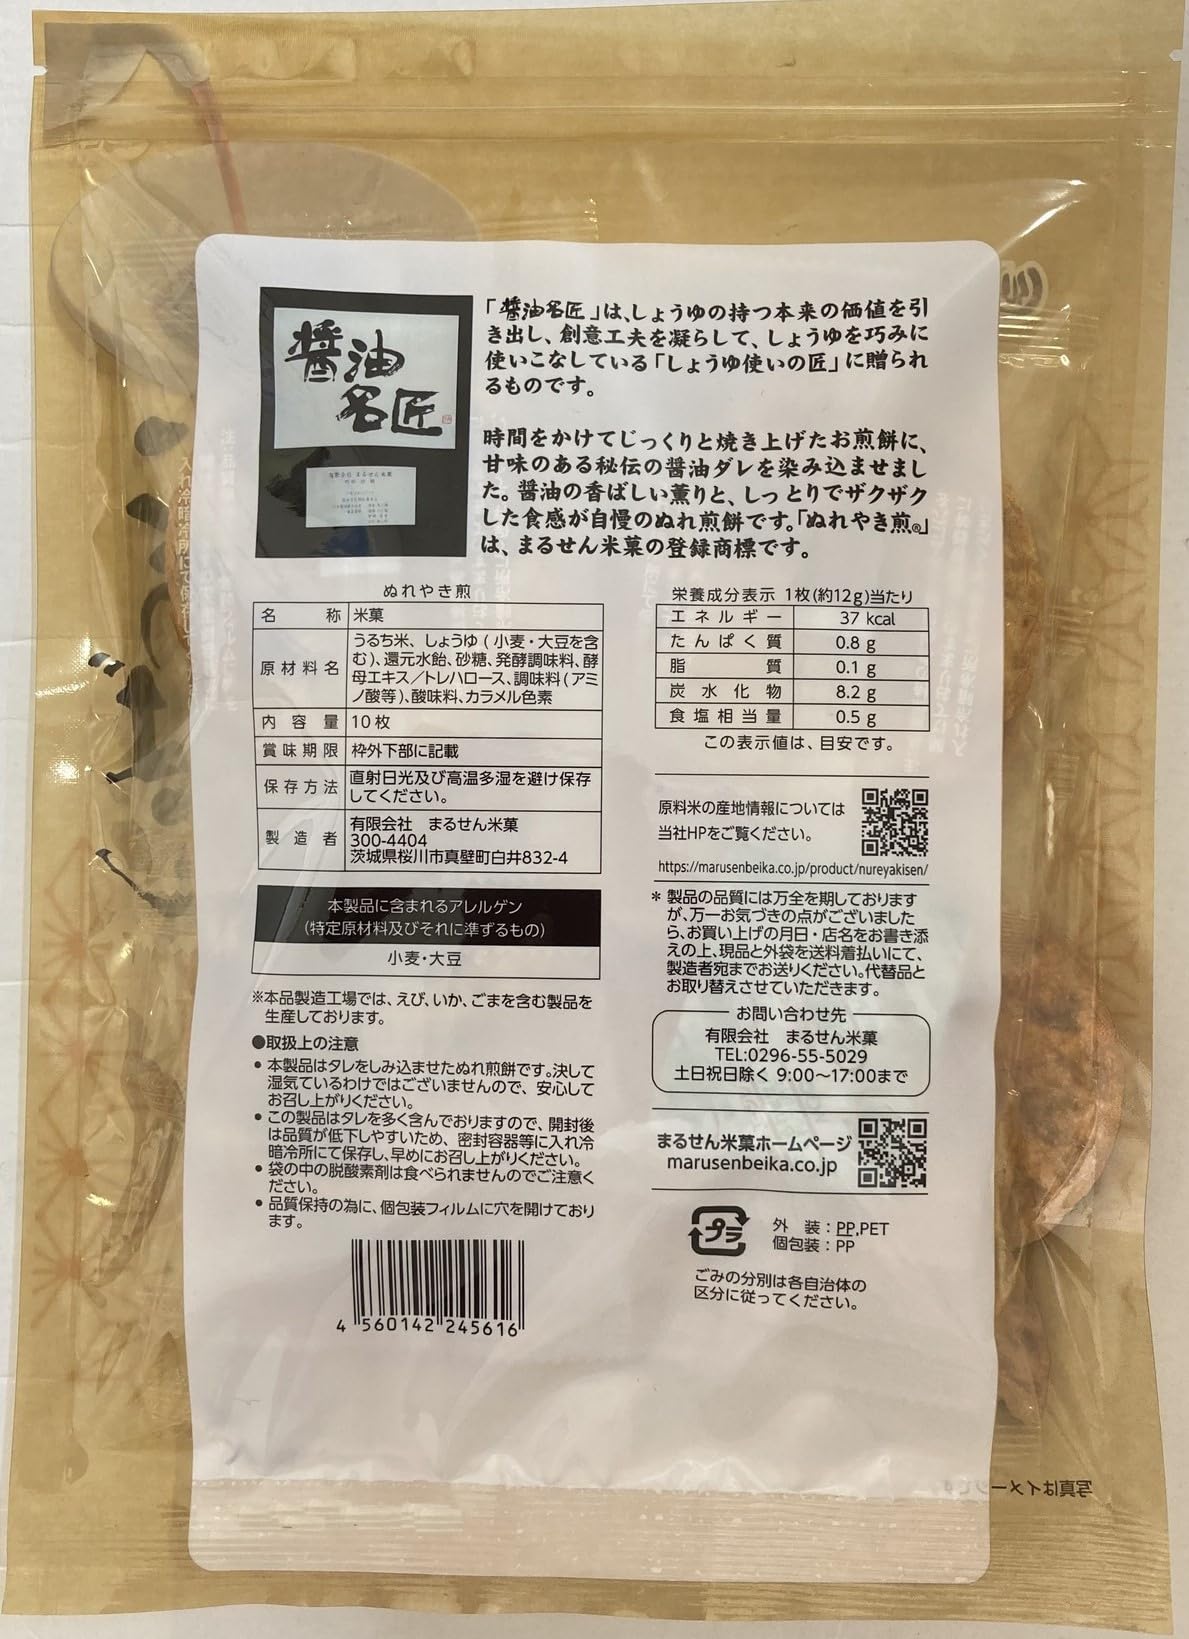 醤油
名匠
有限会社 まるせん米菓
「醤油名匠」は、しょうゆの持つ本来の価値を引
き出し、創意工夫を凝らして、しょうゆを巧みに
使いこなしている「しょうゆ使いの匠」に贈られ
るものです。
時間をかけてじっくりと焼き上げたお煎餅に、
甘味のある秘伝の醤油ダレを染み込ませまし
た。醤油の香ばしい薫りと、しっとりでザクザク
した食感が自慢のぬれ煎餅です。「ぬれやき煎®」
は、まるせん米菓の登録商標です。
ぬれやき煎
名称 米菓
原材料名 うるち米、しょうゆ(小麦・大豆を含
む)、還元水飴、砂糖、発酵調味料、酵
母エキス/トレハロース、調味料(アミ
ノ酸等)、酸味料、カラメル色素
内容量 10枚
賞味期限 枠外下部に記載
保存方法 直射日光及び高温多湿を避け保存
してください。
製造者 有限会社 まるせん米菓
300-4404
茨城県桜川市真壁町白井832-4
本製品に含まれるアレルゲン
(特定原材料及びそれに準ずるもの)
小麦・大豆
※本品製造工場では、えび、いか、ごまを含む製品を
生産しております。
●取扱上の注意
• 本製品はタレをしみ込ませたぬれ煎餅です。決して
湿気ているわけではございませんので、安心して
お召し上がりください。
• この製品はタレを多く含んでおりますので、開封後
は品質が低下しやすいため、密封容器等に入れ冷
暗冷所にて保存し、早めにお召し上がりください。
• 袋の中の脱酸素剤は食べられませんのでご注意く
ださい。
• 品質保持の為に、個包装フィルムに穴を開けており
ます。
4 560142 245616
栄養成分表示 1枚(約12g)当たり
エネルギー 37 kcal
たんぱく質 0.8 g
脂質 0.1 g
炭水化物 8.2 g
食塩相当量 0.5 g
この表示値は、目安です。
原料米の産地情報については
当社HPをご覧ください。
https://marusenbeika.co.jp/product/nureyakisen/
* 製品の品質には万全を期しております
が、万一お気づきの点がございました
ら、お買い上げの月日・店名をお書き添
えの上、現品と外袋を送料着払いにて、
製造者宛までお送りください。代替品と
お取り替えさせていただきます。
お問い合わせ先
有限会社 まるせん米菓
TEL:0296-55-5029
土日祝日除く 9:00〜17:00まで
まるせん米菓ホームページ
marusenbeika.co.jp
プラ
外 装:PP,PET
個包装:PP
ごみの分別は各自治体の
区分に従ってください。
写真はイメージです